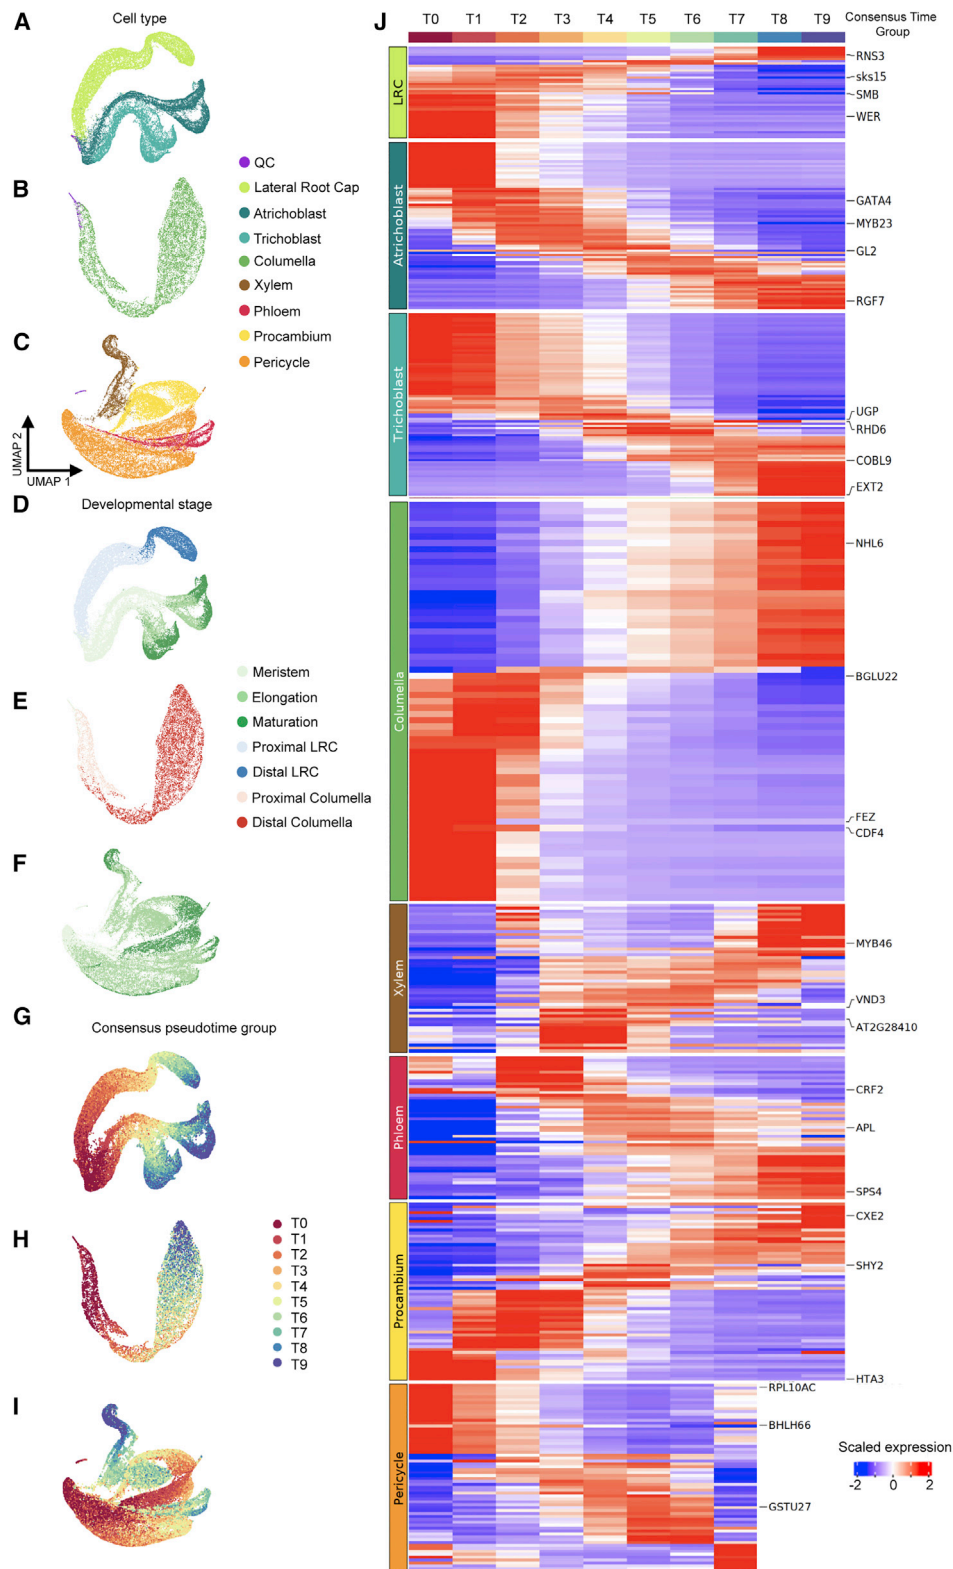 A
Cell type
B
QC
Lateral Root Cap
Atrichoblast
Trichoblast
Columella
Xylem
Phloem
Procambium
Pericycle
C
UMAP 2
UMAP 1
D
Developmental stage
E
Meristem
Elongation
Maturation
Proximal LRC
Distal LRC
Proximal Columella
Distal Columella
F
G
Consensus pseudotime group
H
T0
T1
T2
T3
T4
T5
T6
T7
T8
T9
I
J
T0 T1 T2 T3 T4 T5 T6 T7 T8 T9
Consensus Time
Group
LRC
RNS3
sks15
SMB
WER
Atrichoblast
GATA4
MYB23
GL2
RGF7
Trichoblast
UGP
RHD6
COBL9
EXT2
Columella
NHL6
BGLU22
FEZ
CDF4
Xylem
MYB46
VND3
AT2G28410
Phloem
CRF2
APL
SPS4
Procambium
CXE2
SHY2
HTA3
Pericycle
RPL10AC
BHLH66
GSTU27
Scaled expression
-2 0 2